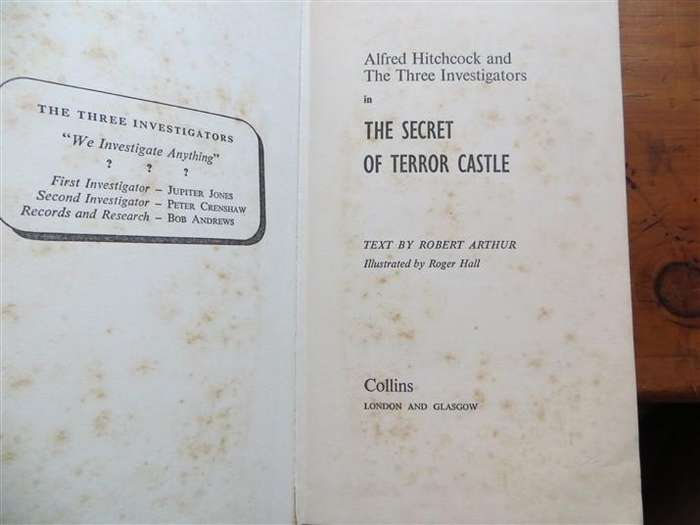 THE THREE INVESTIGATORS
"We Investigate Anything"
? ? ?
First Investigator – JUPITER JONES
Second Investigator – PETER CRENSHAW
Records and Research – BOB ANDREWS
Alfred Hitchcock and
The Three Investigators
in
THE SECRET
OF TERROR CASTLE
TEXT BY ROBERT ARTHUR
Illustrated by Roger Hall
Collins
LONDON AND GLASGOW